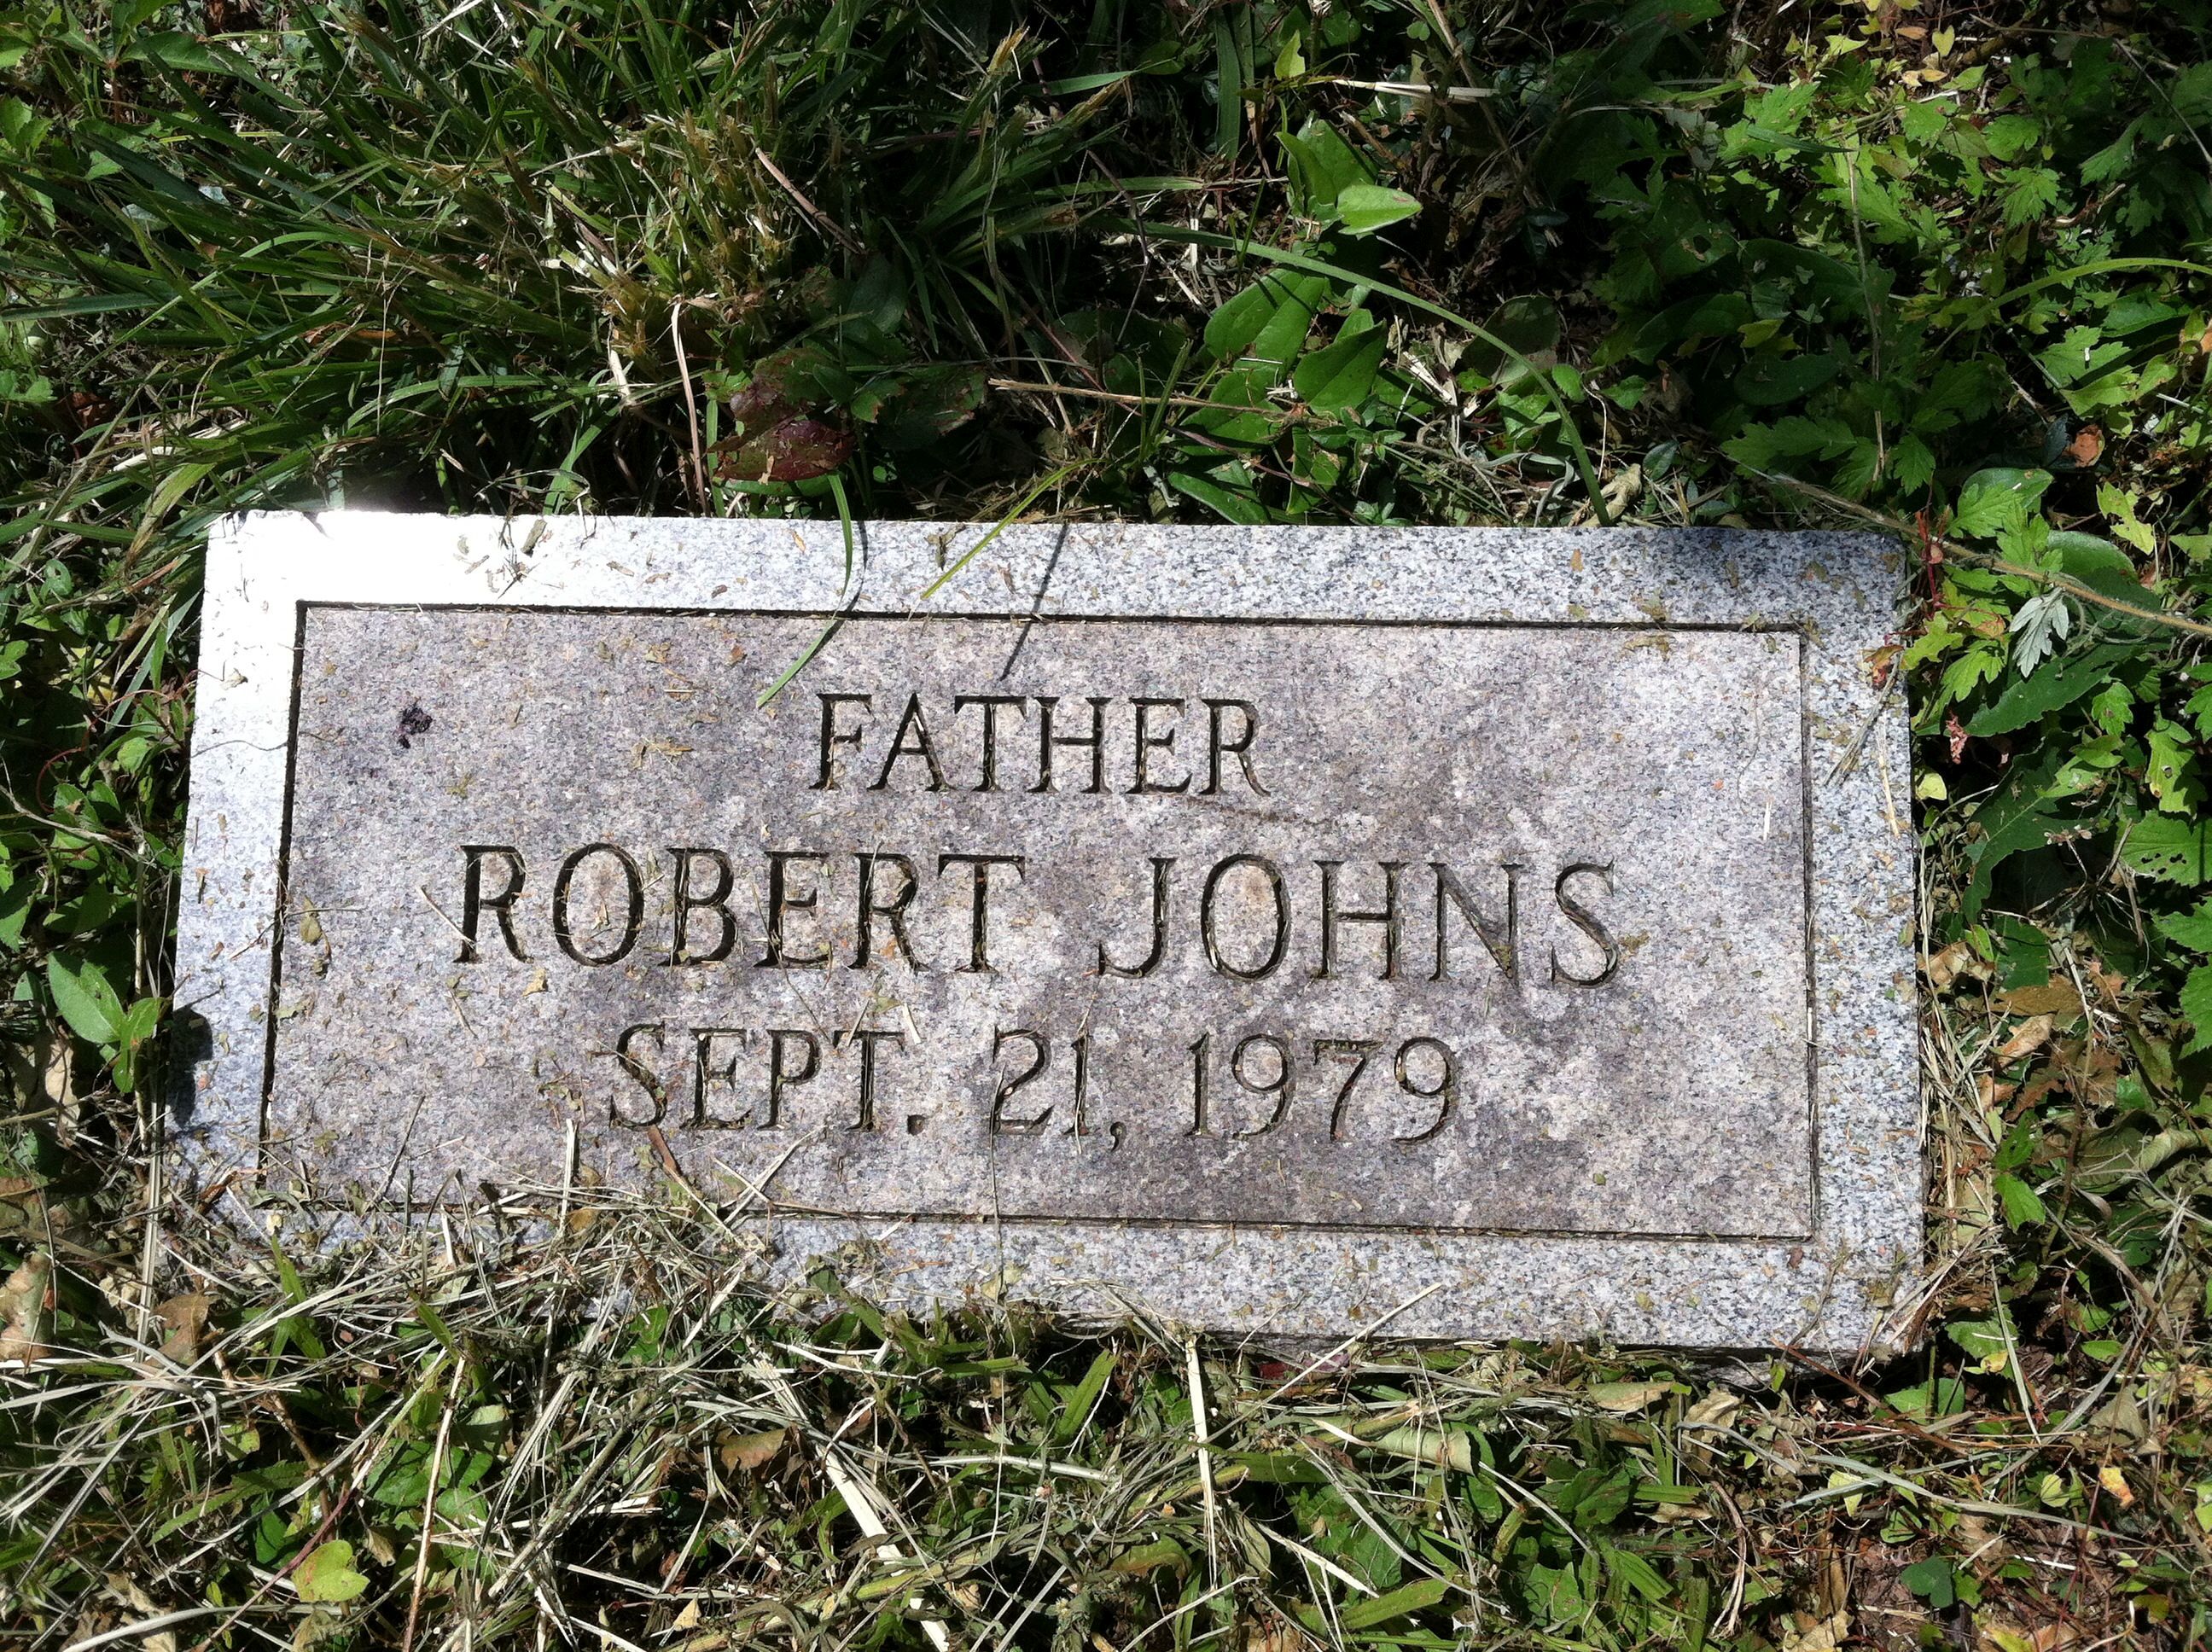 FATHER
ROBERT JOHNS
SEPT. 21, 1979